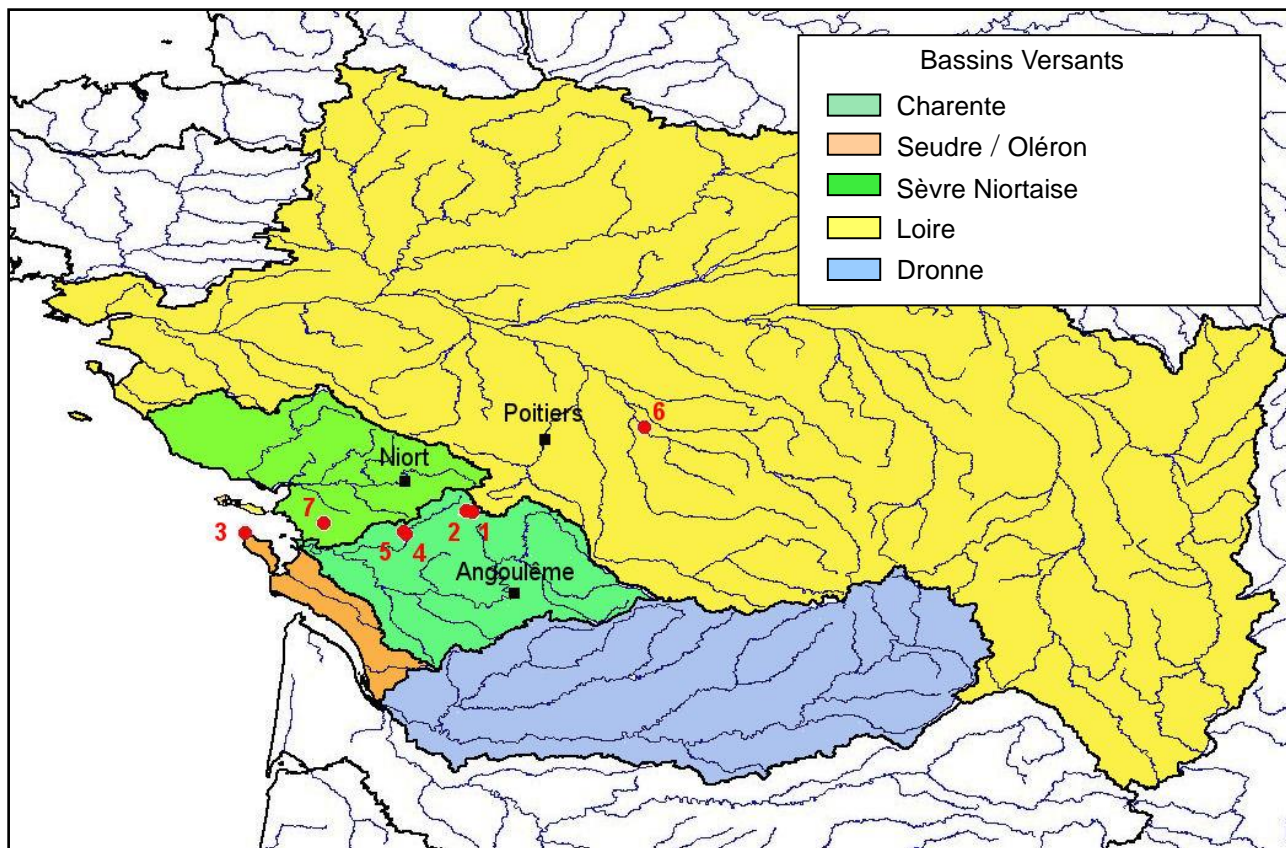 Bassins Versants
Charente
Seudre / Oléron
Sèvre Niortaise
Loire
Dronne
Poitiers
6
Niort
7
3
2 1
5 4
Angoulême